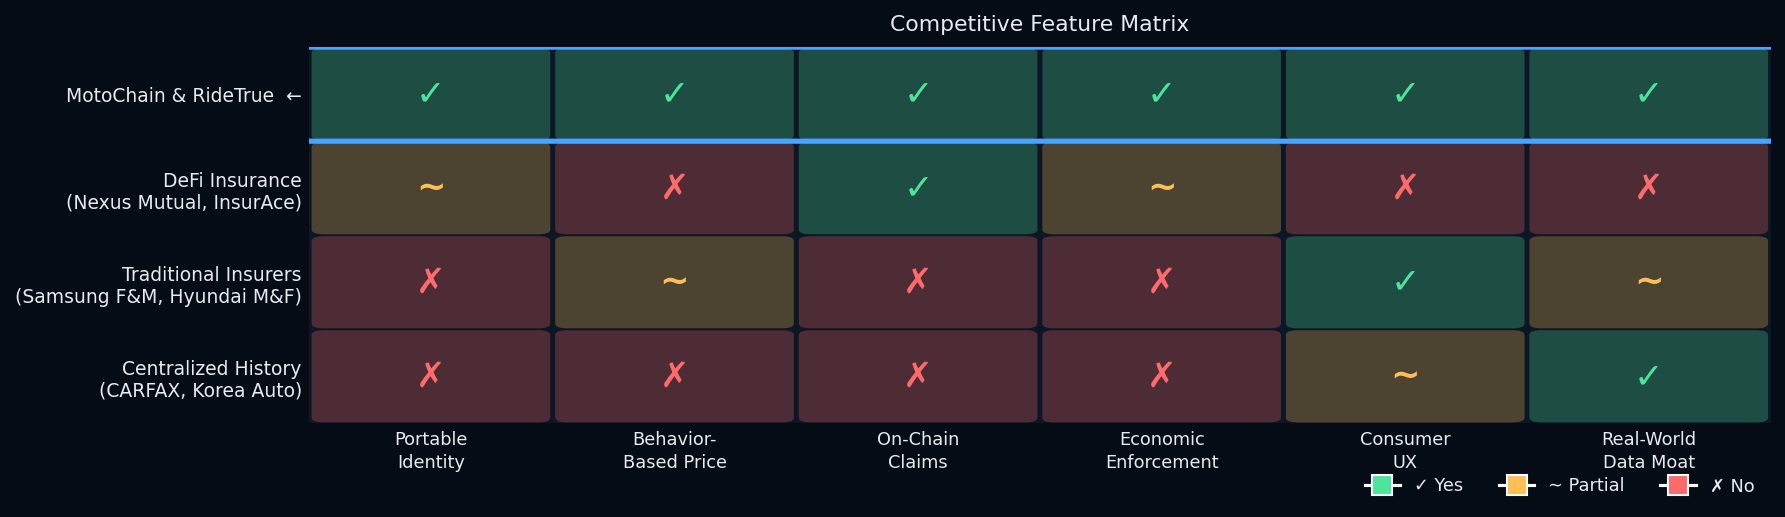 Competitive Feature Matrix
MotoChain & RideTrue ←
✓ ✓ ✓ ✓ ✓ ✓
DeFi Insurance
(Nexus Mutual, InsurAce)
~ ✗ ✓ ~ ✗ ✗
Traditional Insurers
(Samsung F&M, Hyundai M&F)
✗ ~ ✗ ✗ ✓ ~
Centralized History
(CARFAX, Korea Auto)
✗ ✗ ✗ ✗ ~ ✓
Portable
Identity
Behavior-
Based Price
On-Chain
Claims
Economic
Enforcement
Consumer
UX
Real-World
Data Moat
✓ Yes
~ Partial
✗ No